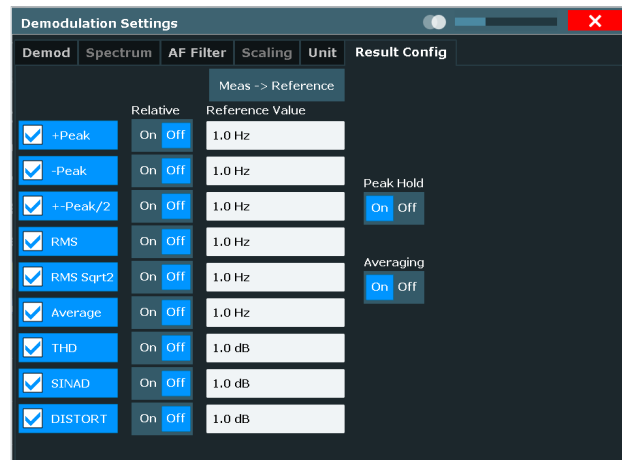 Demodulation Settings
Demod Spectrum AF Filter Scaling Unit Result Config
Meas -> Reference
Relative Reference Value
+Peak On Off 1.0 Hz
-Peak On Off 1.0 Hz
Peak Hold
+-Peak/2 On Off 1.0 Hz On Off
RMS On Off 1.0 Hz
Averaging
RMS Sqrt2 On Off 1.0 Hz On Off
Average On Off 1.0 Hz
THD On Off 1.0 dB
SINAD On Off 1.0 dB
DISTORT On Off 1.0 dB